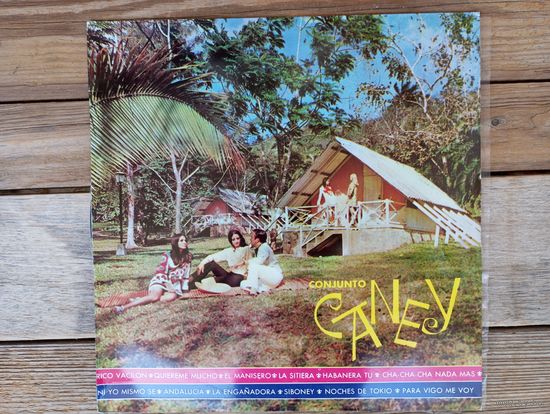 CONJUNTO
CANEY
RICO VACILÓN * QUIEREME MUCHO * EL MANISERO * LA SITIERA * HABANERA TU * CHA-CHA CHA NADA MAS *
NI YO MISMO SE * ANDALUCIA * LA ENGAÑADORA * SIBONEY * NOCHES DE TOKIO * PARA VIGO ME VOY